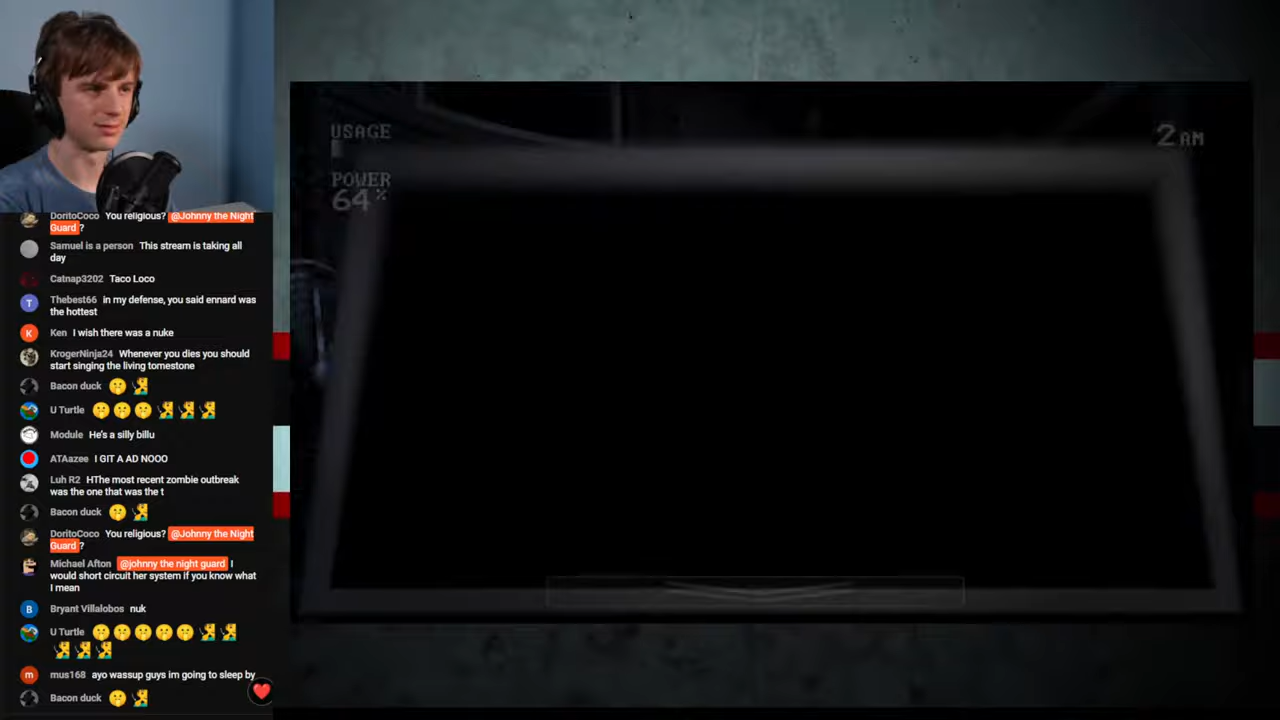 USAGE
POWER
64%
2 AM
DoritoCoco You religious? @Johnny the Night
Guard ?
Samuel is a person This stream is taking all
day
Catnap3202 Taco Loco
Thebest66 in my defense, you said ennard was
the hottest
Ken I wish there was a nuke
KrogerNinja24 Whenever you dies you should
start singing the living tomestone
Bacon duck
U Turtle
Module He's a silly billu
ATAazee I GIT A AD NOOO
Luh R2 HThe most recent zombie outbreak
was the one that was the t
Bacon duck
DoritoCoco You religious? @Johnny the Night
Guard ?
Michael Afton @johnny the night guard I
would short circuit her system if you know what
I mean
Bryant Villalobos nuk
U Turtle
mus168 ayo wassup guys im going to sleep by
Bacon duck
T
K
B
m